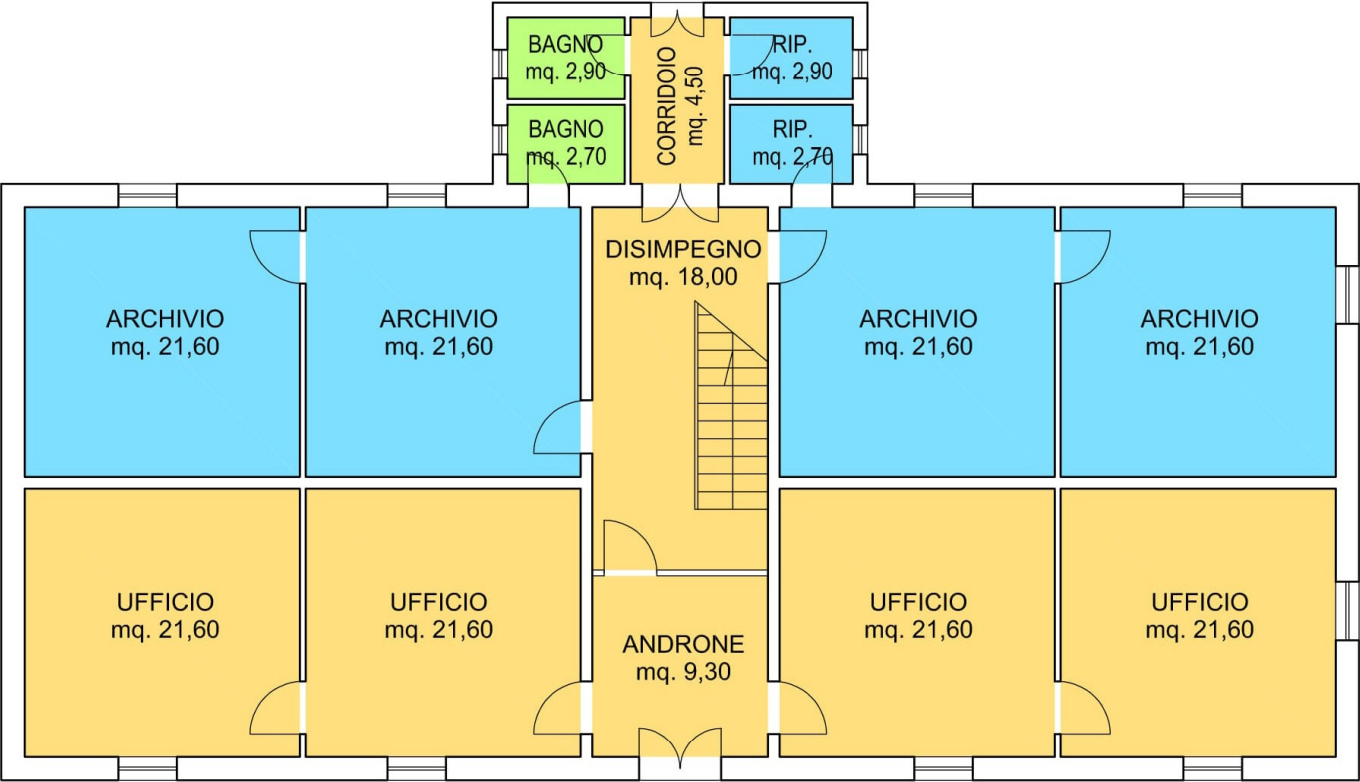 BAGNO
mq. 2,90
CORRIDOIO
mq. 4,50
RIP.
mq. 2,90
BAGNO
mq. 2,70
RIP.
mq. 2,70
DISIMPEGNO
mq. 18,00
ARCHIVIO
mq. 21,60
ARCHIVIO
mq. 21,60
ARCHIVIO
mq. 21,60
ARCHIVIO
mq. 21,60
UFFICIO
mq. 21,60
UFFICIO
mq. 21,60
ANDRONE
mq. 9,30
UFFICIO
mq. 21,60
UFFICIO
mq. 21,60